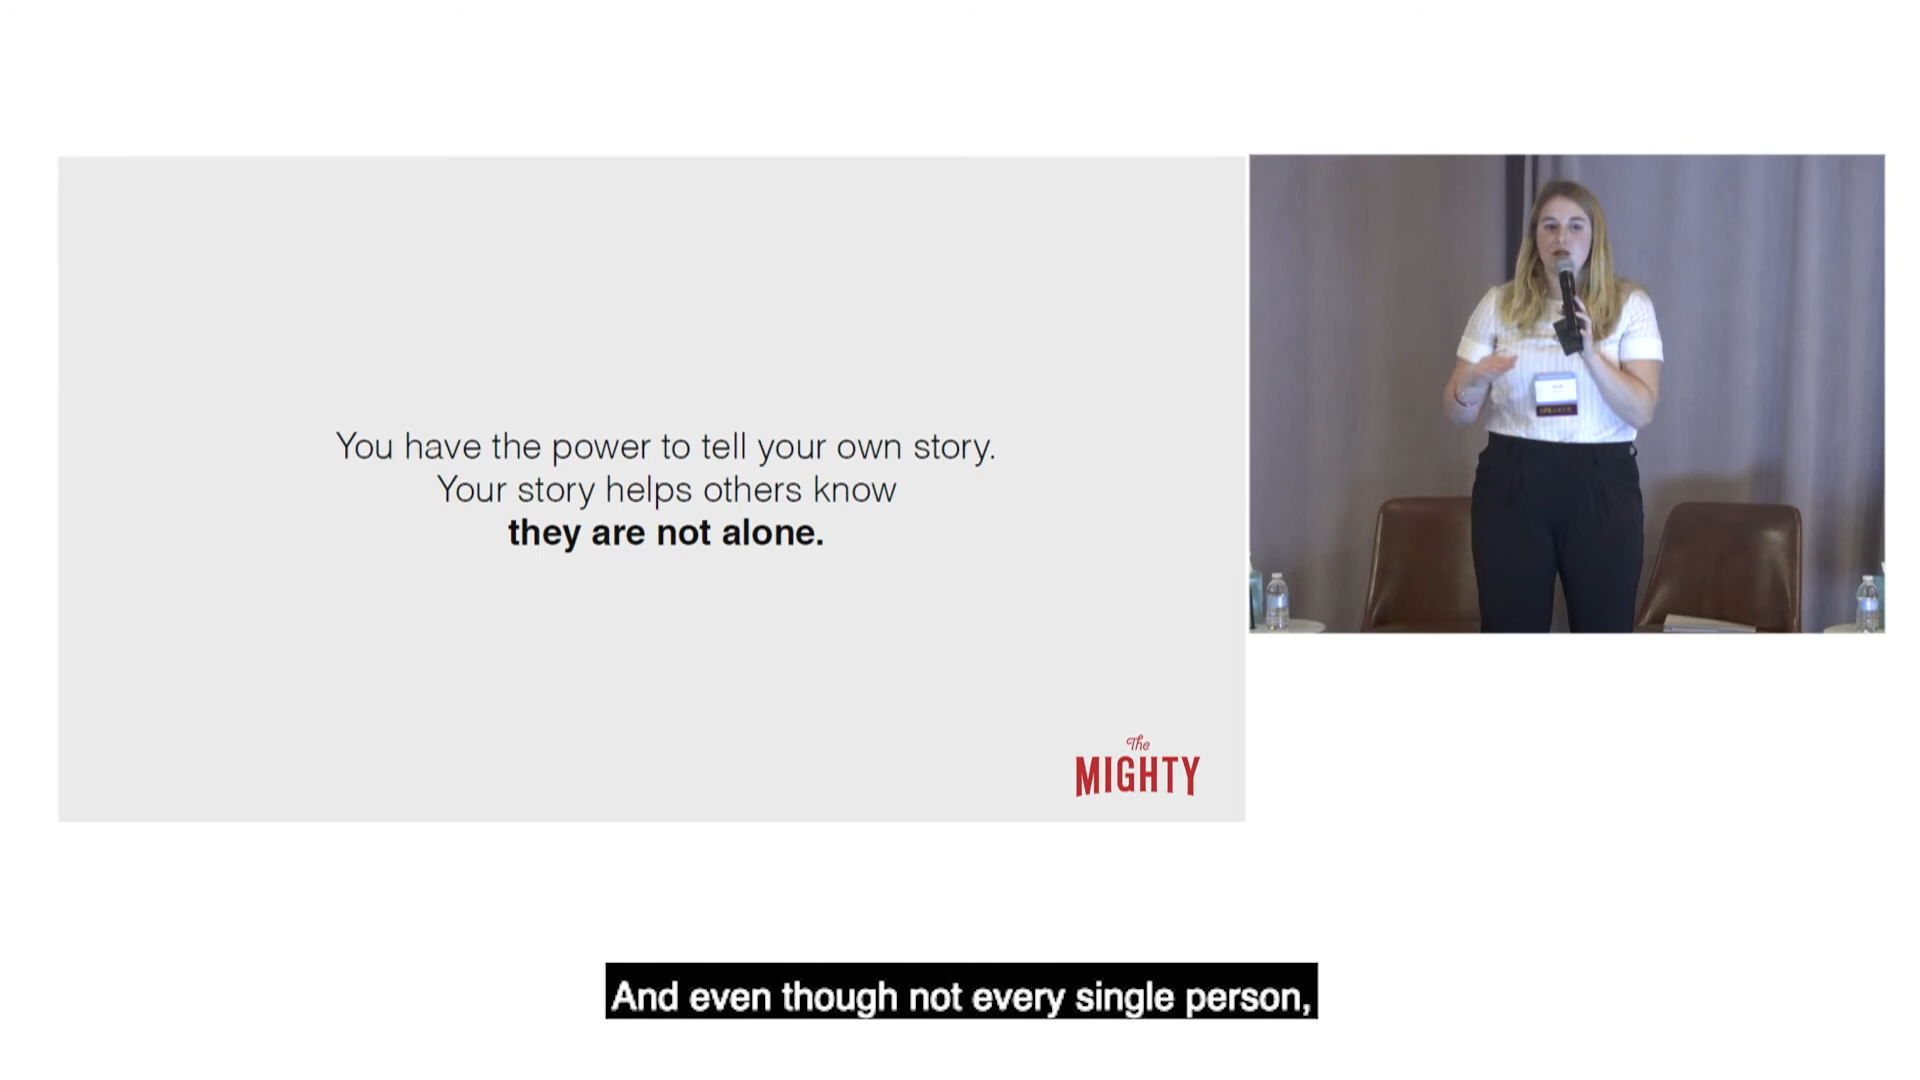 You have the power to tell your own story.
Your story helps others know
they are not alone.
The
MIGHTY
SPEAKER
And even though not every single person,